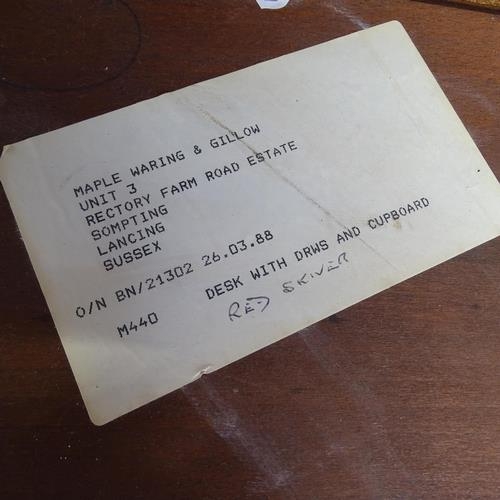 MAPLE WARING & GILLOW
UNIT 3
RECTORY FARM ROAD ESTATE
SOMPTING
LANCING
SUSSEX
O/N BN/21302 26.03.88
M440 DESK WITH DRWS AND CUPBOARD
RED SKIVER